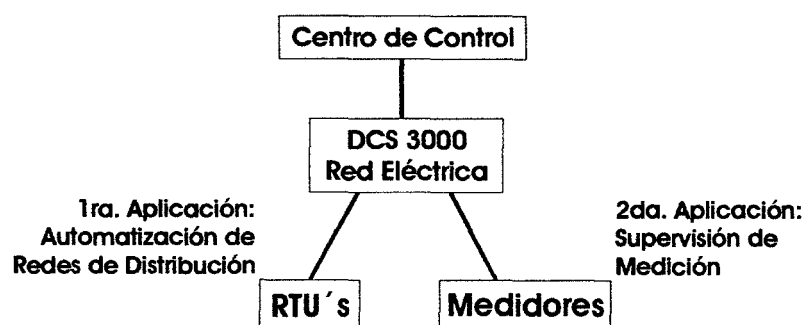 Centro de Control
DCS 3000
Red Eléctrica
1ra. Aplicación:
Automatización de
Redes de Distribución
2da. Aplicación:
Supervisión de
Medición
RTU´s
Medidores